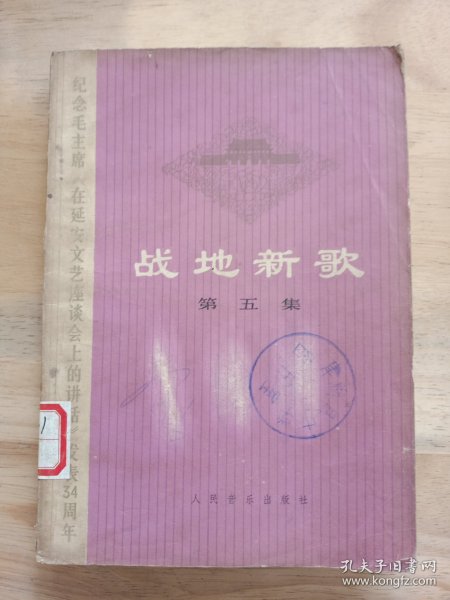 纪念毛主席《在延安文艺座谈会上的讲话》发表34周年
战地新歌
第五集
人民音乐出版社
1
孔夫子旧书网
www.kongfz.com